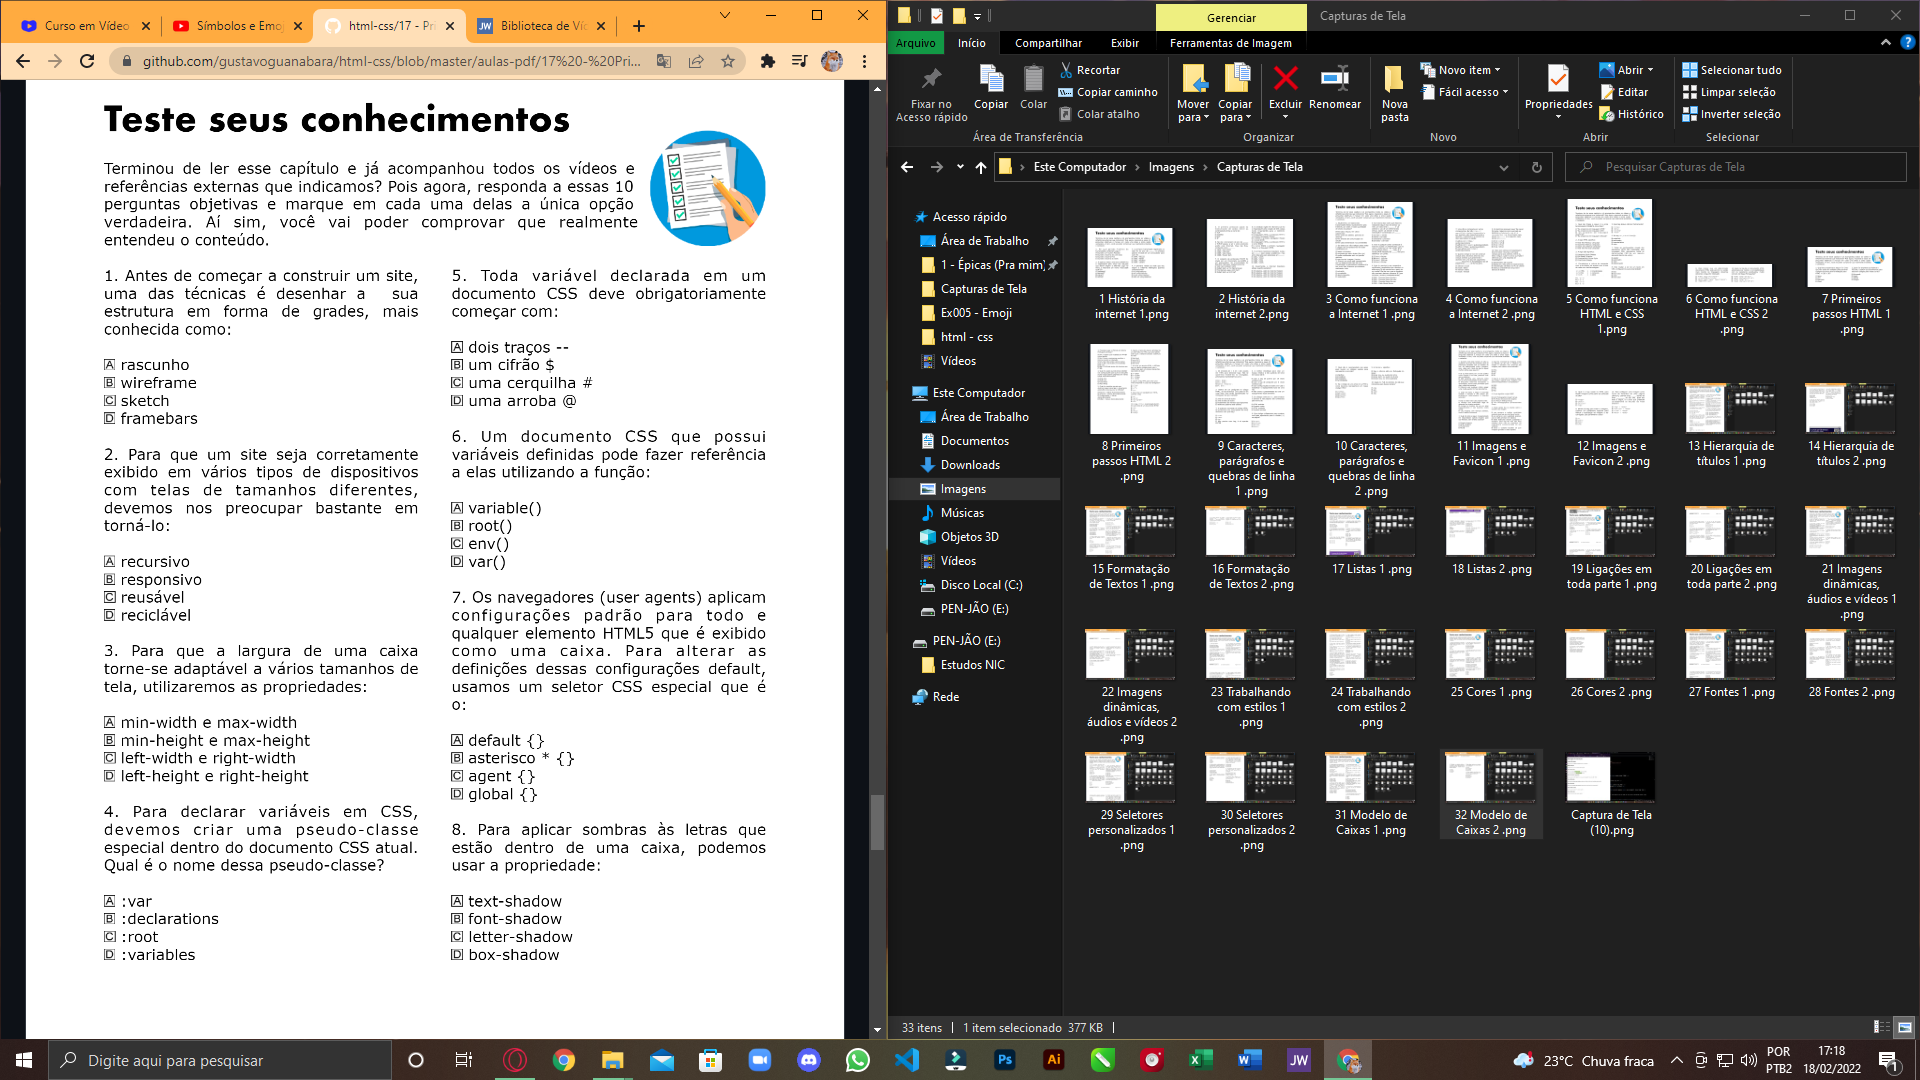 Curso em Vídeo
Símbolos e Emoj
html-css/17 - Pr
Biblioteca de Ví
github.com/gustavoguanabara/html-css/blob/master/aulas-pdf/17%20-%20Pri...
Teste seus conhecimentos
Terminou de ler esse capítulo e já acompanhou todos os vídeos e
referências externas que indicamos? Pois agora, responda a essas 10
perguntas objetivas e marque em cada uma delas a única opção
verdadeira. Aí sim, você vai poder comprovar que realmente
entendeu o conteúdo.
1. Antes de começar a construir um site,
uma das técnicas é desenhar a sua
estrutura em forma de grades, mais
conhecida como:
A rascunho
B wireframe
C sketch
D framebars
2. Para que um site seja corretamente
exibido em vários tipos de dispositivos
com telas de tamanhos diferentes,
devemos nos preocupar bastante em
torná-lo:
A recursivo
B responsivo
C reusável
D reciclável
3. Para que a largura de uma caixa
torne-se adaptável a vários tamanhos de
tela, utilizaremos as propriedades:
A min-width e max-width
B min-height e max-height
C left-width e right-width
D left-height e right-height
4. Para declarar variáveis em CSS,
devemos criar uma pseudo-classe
especial dentro do documento CSS atual.
Qual é o nome dessa pseudo-classe?
A :var
B :declarations
C :root
D :variables
5. Toda variável declarada em um
documento CSS deve obrigatoriamente
começar com:
A dois traços --
B um cifrão $
C uma cerquilha #
D uma arroba @
6. Um documento CSS que possui
variáveis definidas pode fazer referência
a elas utilizando a função:
A variable()
B root()
C env()
D var()
7. Os navegadores (user agents) aplicam
configurações padrão para todo e
qualquer elemento HTML5 que é exibido
como uma caixa. Para alterar as
definições dessas configurações default,
usamos um seletor CSS especial que é
o:
A default {}
B asterisco * {}
C agent {}
D global {}
8. Para aplicar sombras às letras que
estão dentro de uma caixa, podemos
usar a propriedade:
A text-shadow
B font-shadow
C letter-shadow
D box-shadow
Gerenciar
Capturas de Tela
Arquivo
Início
Compartilhar
Exibir
Ferramentas de Imagem
Fixar no
Acesso rápido
Copiar
Colar
Recortar
Copiar caminho
Colar atalho
Área de Transferência
Mover
para
Copiar
para
Excluir
Renomear
Organizar
Nova
pasta
Novo item
Fácil acesso
Novo
Propriedades
Abrir
Editar
Histórico
Abrir
Selecionar tudo
Limpar seleção
Inverter seleção
Selecionar
Este Computador
Imagens
Capturas de Tela
Pesquisar Capturas de Tela
Acesso rápido
Área de Trabalho
1 - Épicas (Pra mim)
Capturas de Tela
Ex005 - Emoji
html - css
Vídeos
Este Computador
Área de Trabalho
Documentos
Downloads
Imagens
Músicas
Objetos 3D
Vídeos
Disco Local (C:)
PEN-JÃO (E:)
PEN-JÃO (E:)
Estudos NIC
Rede
1 História da
internet 1.png
2 História da
internet 2.png
3 Como funciona
a Internet 1 .png
4 Como funciona
a Internet 2 .png
5 Como funciona
HTML e CSS
1.png
6 Como funciona
HTML e CSS 2
.png
7 Primeiros
passos HTML 1
.png
8 Primeiros
passos HTML 2
.png
9 Caracteres,
parágrafos e
quebras de linha
1 .png
10 Caracteres,
parágrafos e
quebras de linha
2 .png
11 Imagens e
Favicon 1 .png
12 Imagens e
Favicon 2 .png
13 Hierarquia de
títulos 1 .png
14 Hierarquia de
títulos 2 .png
15 Formatação
de Textos 1 .png
16 Formatação
de Textos 2 .png
17 Listas 1 .png
18 Listas 2 .png
19 Ligações em
toda parte 1 .png
20 Ligações em
toda parte 2 .png
21 Imagens
dinâmicas,
áudios e vídeos 1
.png
22 Imagens
dinâmicas,
áudios e vídeos 2
.png
23 Trabalhando
com estilos 1
.png
24 Trabalhando
com estilos 2
.png
25 Cores 1 .png
26 Cores 2 .png
27 Fontes 1 .png
28 Fontes 2 .png
29 Seletores
personalizados 1
.png
30 Seletores
personalizados 2
.png
31 Modelo de
Caixas 1 .png
32 Modelo de
Caixas 2 .png
Captura de Tela
(10).png
33 itens
1 item selecionado 377 KB
Digite aqui para pesquisar
23°C Chuva fraca
POR
PTB2
17:18
18/02/2022